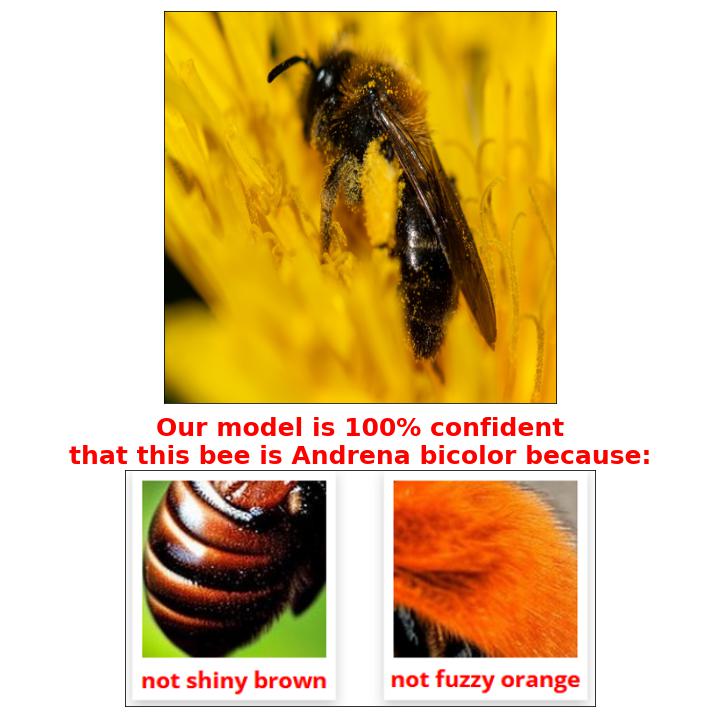 Our model is 100% confident
that this bee is Andrena bicolor because:
not shiny brown
not fuzzy orange